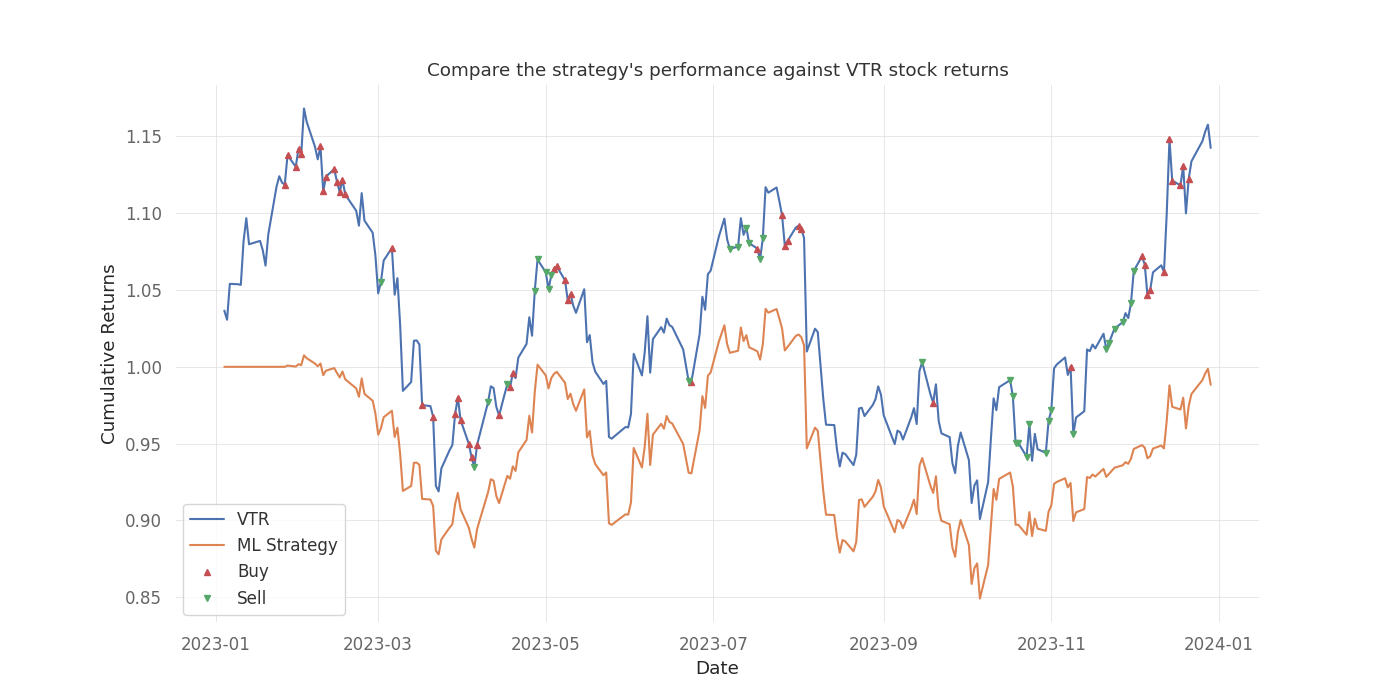 Compare the strategy's performance against VTR stock returns
1.15
1.10
1.05
1.00
0.95
0.90
0.85
Cumulative Returns
VTR
ML Strategy
Buy
Sell
2023-01
2023-03
2023-05
2023-07
2023-09
2023-11
2024-01
Date